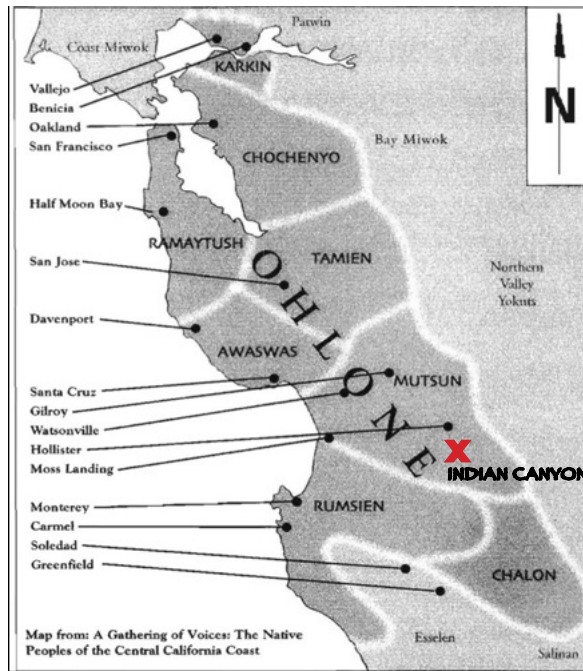 Patwin
Coast Miwok
KARKIN
Vallejo
Benicia
Oakland
San Francisco
N
Bay Miwok
CHOCHENYO
Half Moon Bay
RAMAYTUSH
San Jose
TAMIEN
OHLONE
Northern
Valley
Yokuts
Davenport
AWASWAS
MUTSUN
Santa Cruz
Gilroy
Watsonville
Hollister
Moss Landing
X
INDIAN CANYON
Monterey
RUMSIEN
Carmel
Soledad
Greenfield
CHALON
Esselen
Salinan
Map from: A Gathering of Voices: The Native
Peoples of the Central California Coast